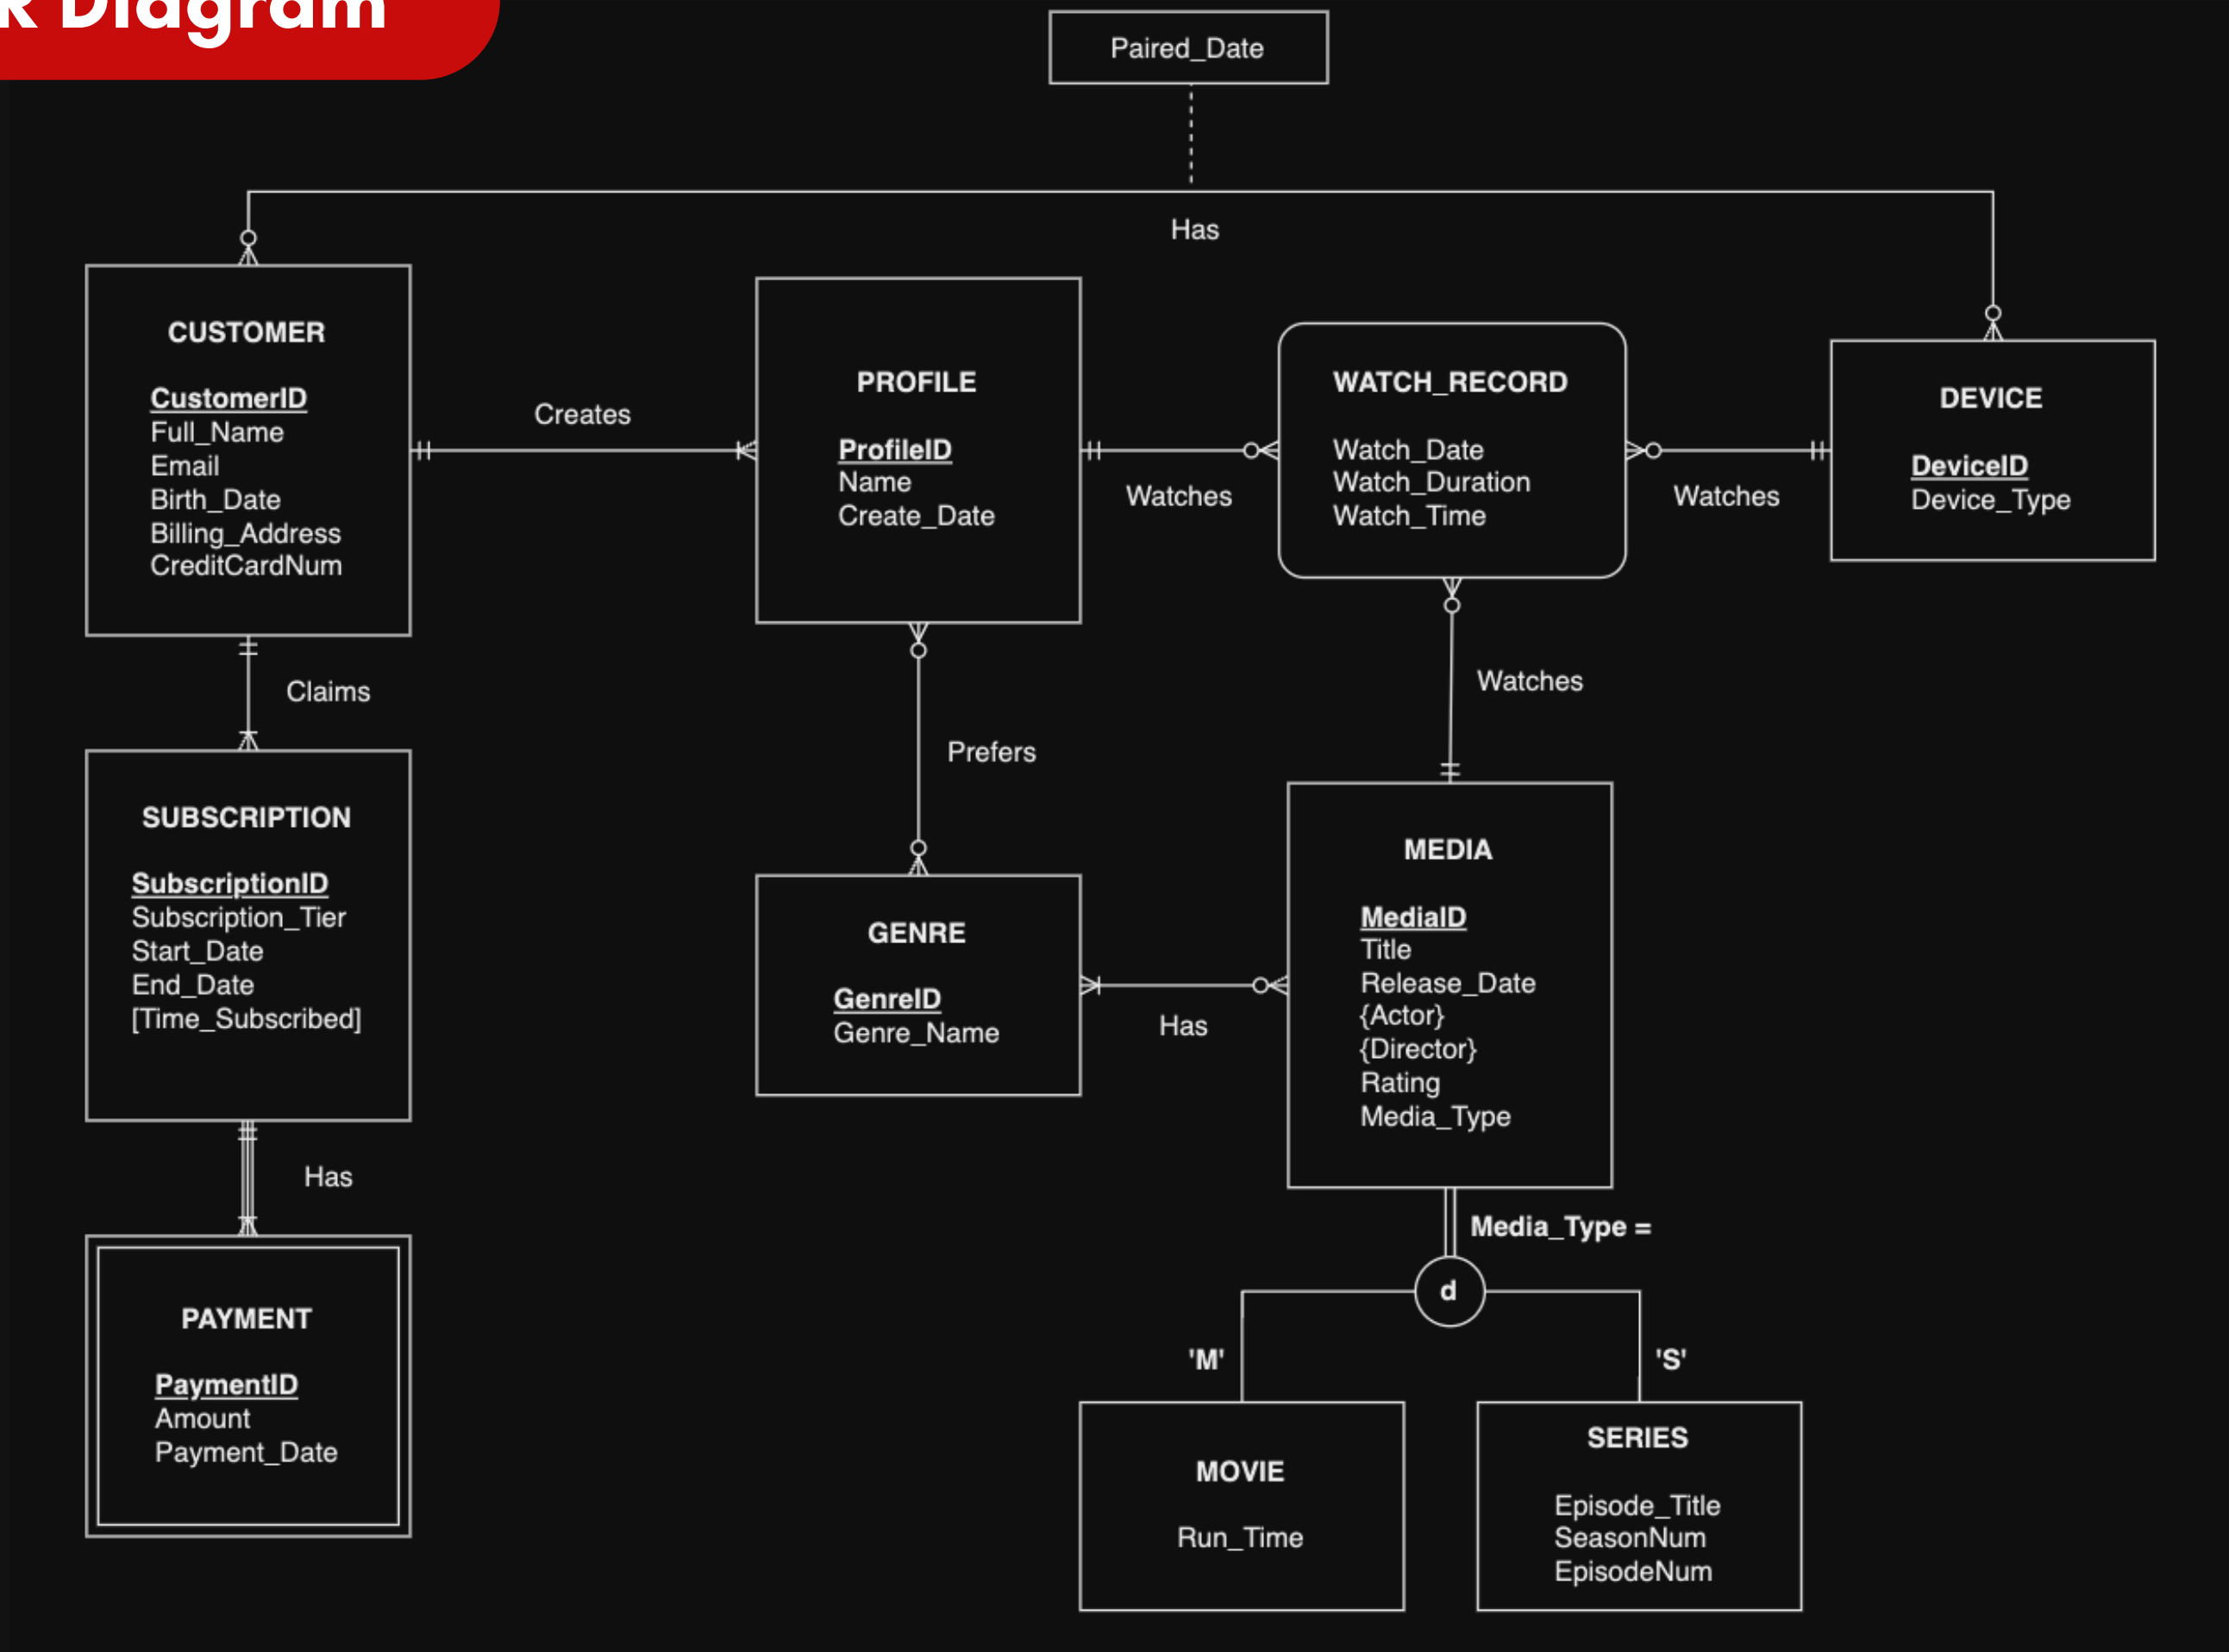 R Diagram
Paired_Date
Has
CUSTOMER
CustomerID
Full_Name
Email
Birth_Date
Billing_Address
CreditCardNum
Creates
PROFILE
ProfileID
Name
Create_Date
Watches
WATCH_RECORD
Watch_Date
Watch_Duration
Watch_Time
Watches
DEVICE
DeviceID
Device_Type
Claims
Prefers
Watches
SUBSCRIPTION
SubscriptionID
Subscription_Tier
Start_Date
End_Date
[Time_Subscribed]
GENRE
GenreID
Genre_Name
Has
MEDIA
MediaID
Title
Release_Date
{Actor}
{Director}
Rating
Media_Type
Has
Media_Type =
d
'M'
'S'
PAYMENT
PaymentID
Amount
Payment_Date
MOVIE
Run_Time
SERIES
Episode_Title
SeasonNum
EpisodeNum